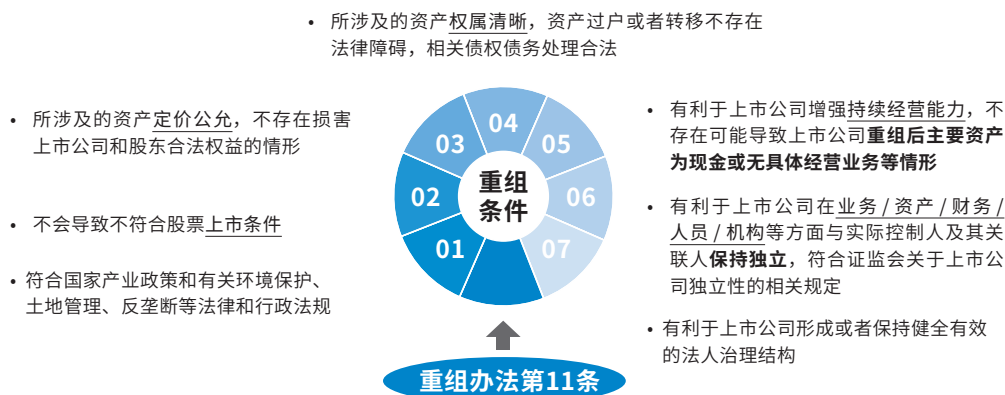 • 所涉及的资产权属清晰，资产过户或者转移不存在
法律障碍，相关债权债务处理合法
• 所涉及的资产定价公允，不存在损害
上市公司和股东合法权益的情形
• 不会导致不符合股票上市条件
• 符合国家产业政策和有关环境保护、
土地管理、反垄断等法律和行政法规
01
02
03
04
05
06
07
重组
条件
• 有利于上市公司增强持续经营能力，不
存在可能导致上市公司重组后主要资产
为现金或无具体经营业务等情形
• 有利于上市公司在业务 / 资产 / 财务 /
人员 / 机构等方面与实际控制人及其关
联人保持独立，符合证监会关于上市公
司独立性的相关规定
• 有利于上市公司形成或者保持健全有效
的法人治理结构
重组办法第11条